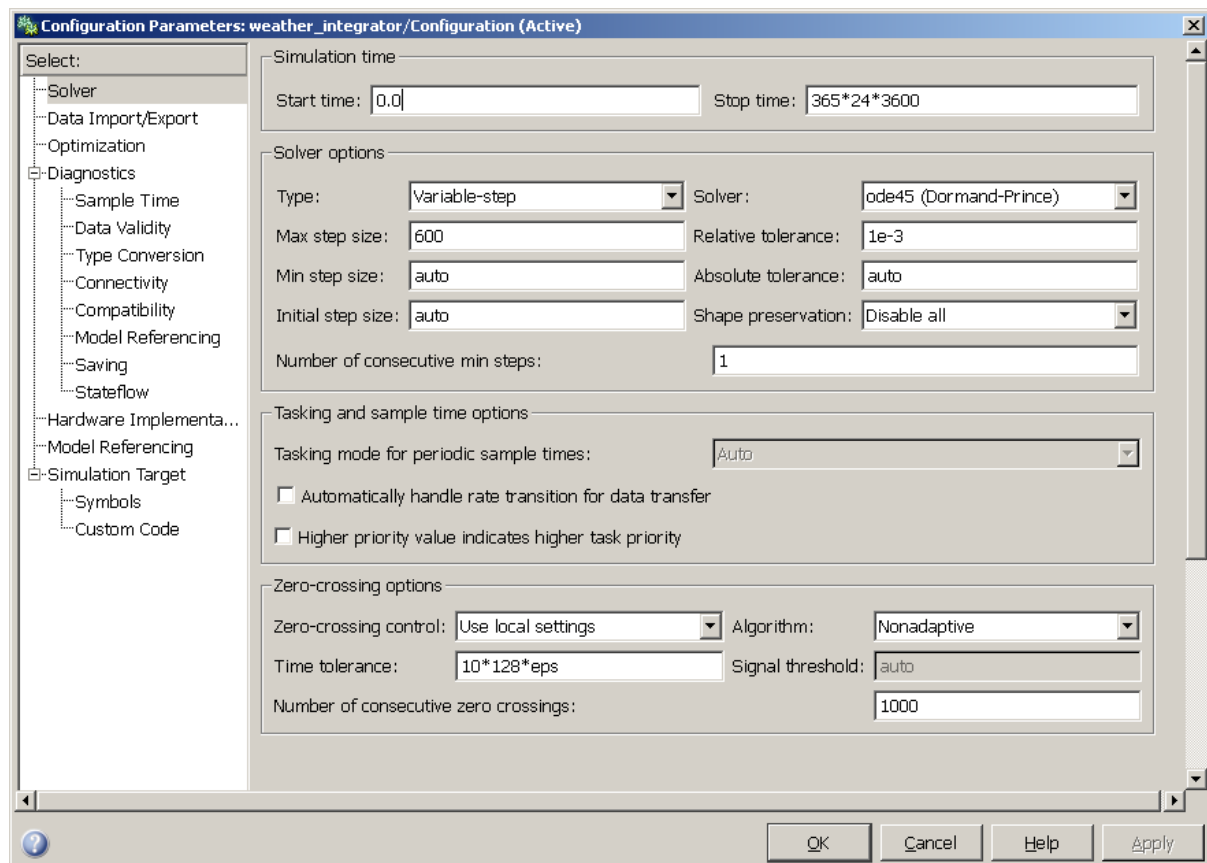 Configuration Parameters: weather_integrator/Configuration (Active)
Select:
Solver
Data Import/Export
Optimization
Diagnostics
Sample Time
Data Validity
Type Conversion
Connectivity
Compatibility
Model Referencing
Saving
Stateflow
Hardware Implementa...
Model Referencing
Simulation Target
Symbols
Custom Code
Simulation time
Start time: 0.0 Stop time: 365*24*3600
Solver options
Type: Variable-step Solver: ode45 (Dormand-Prince)
Max step size: 600 Relative tolerance: 1e-3
Min step size: auto Absolute tolerance: auto
Initial step size: auto Shape preservation: Disable all
Number of consecutive min steps: 1
Tasking and sample time options
Tasking mode for periodic sample times: Auto
Automatically handle rate transition for data transfer
Higher priority value indicates higher task priority
Zero-crossing options
Zero-crossing control: Use local settings Algorithm: Nonadaptive
Time tolerance: 10*128*eps Signal threshold: auto
Number of consecutive zero crossings: 1000
OK Cancel Help Apply